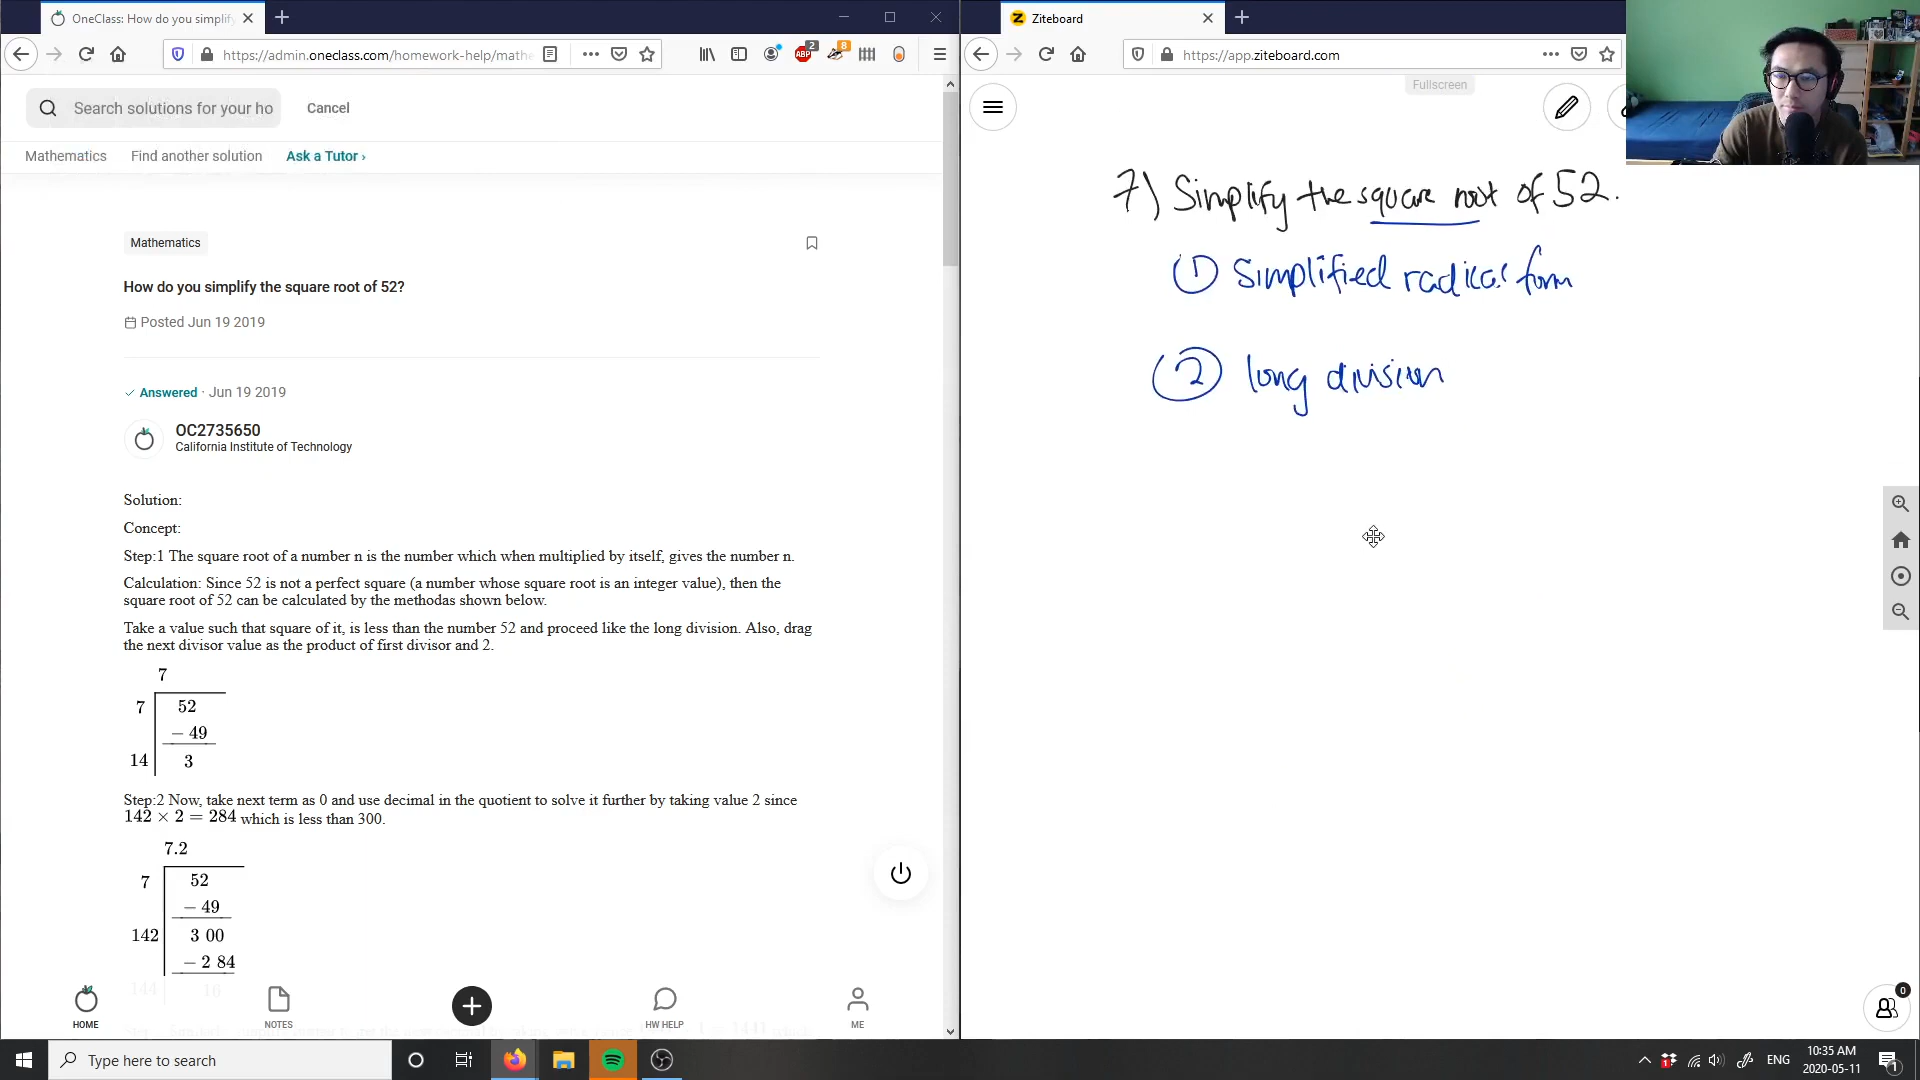 OneClass: How do you simplify
https://admin.oneclass.com/homework-help/mathe
2
8
ABP
Search solutions for your ho
Cancel
Mathematics
Find another solution
Ask a Tutor ›
Mathematics
How do you simplify the square root of 52?
Posted Jun 19 2019
Answered · Jun 19 2019
OC2735650
California Institute of Technology
Solution:
Concept:
Step:1 The square root of a number n is the number which when multiplied by itself, gives the number n.
Calculation: Since 52 is not a perfect square (a number whose square root is an integer value), then the
square root of 52 can be calculated by the methodas shown below.
Take a value such that square of it, is less than the number 52 and proceed like the long division. Also, drag
the next divisor value as the product of first divisor and 2.
7
7 52
− 49
14 3
Step:2 Now, take next term as 0 and use decimal in the quotient to solve it further by taking value 2 since
142 × 2 = 284 which is less than 300.
7.2
7 52
− 49
142 3 00
− 2 84
144 16
HOME
NOTES
HW HELP
ME
Z Ziteboard
https://app.ziteboard.com
Fullscreen
7) Simplify the square root of 52.
① Simplified radical form
② long division
0
Type here to search
ENG
10:35 AM
2020-05-11
1